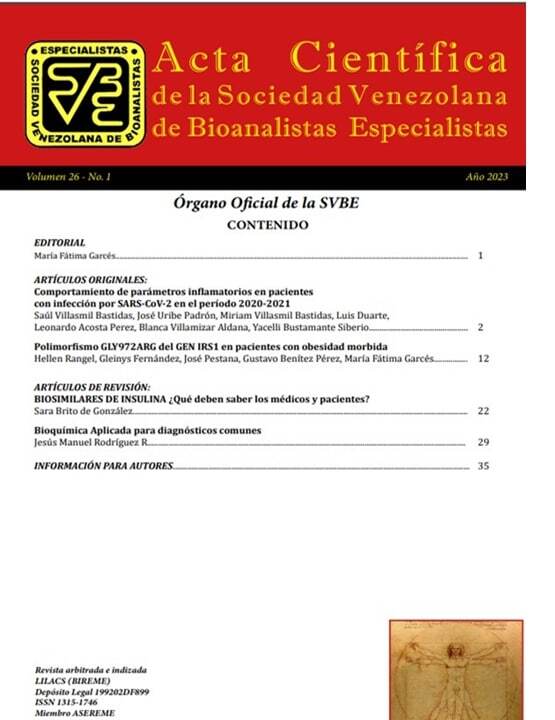 ESPECIALISTAS
SOCIEDAD VENEZOLANA DE BIOANALISTAS
SVBE
Acta Científica
de la Sociedad Venezolana
de Bioanalistas Especialistas
Volumen 26 - No. 1
Año 2023
Órgano Oficial de la SVBE
CONTENIDO
EDITORIAL
María Fátima Garcés 1
ARTÍCULOS ORIGINALES:
Comportamiento de parámetros inflamatorios en pacientes
con infección por SARS-CoV-2 en el período 2020-2021
Saúl Villasmil Bastidas, José Uribe Padrón, Miriam Villasmil Bastidas, Luis Duarte,
Leonardo Acosta Perez, Blanca Villamizar Aldana, Yacelli Bustamante Siberio 2
Polimorfismo GLY972ARG del GEN IRS1 en pacientes con obesidad morbida
Hellen Rangel, Gleinys Fernández, José Pestana, Gustavo Benítez Pérez, María Fátima Garcés 12
ARTÍCULOS DE REVISIÓN:
BIOSIMILARES DE INSULINA ¿Qué deben saber los médicos y pacientes?
Sara Brito de González 22
Bioquímica Aplicada para diagnósticos comunes
Jesús Manuel Rodríguez R. 29
INFORMACIÓN PARA AUTORES 35
Revista arbitrada e indizada
LILACS (BIREME)
Depósito Legal 199202DF899
ISSN 1315-1746
Miembro ASEREME